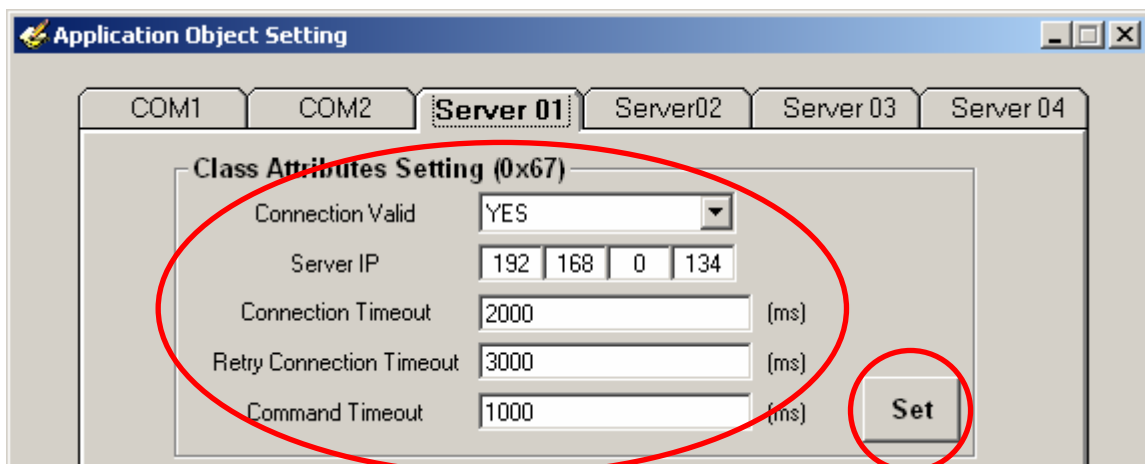 Application Object Setting
COM1 COM2 Server 01 Server02 Server 03 Server 04
Class Attributes Setting (0x67)
Connection Valid YES
Server IP 192 168 0 134
Connection Timeout 2000 (ms)
Retry Connection Timeout 3000 (ms)
Command Timeout 1000 (ms)
Set